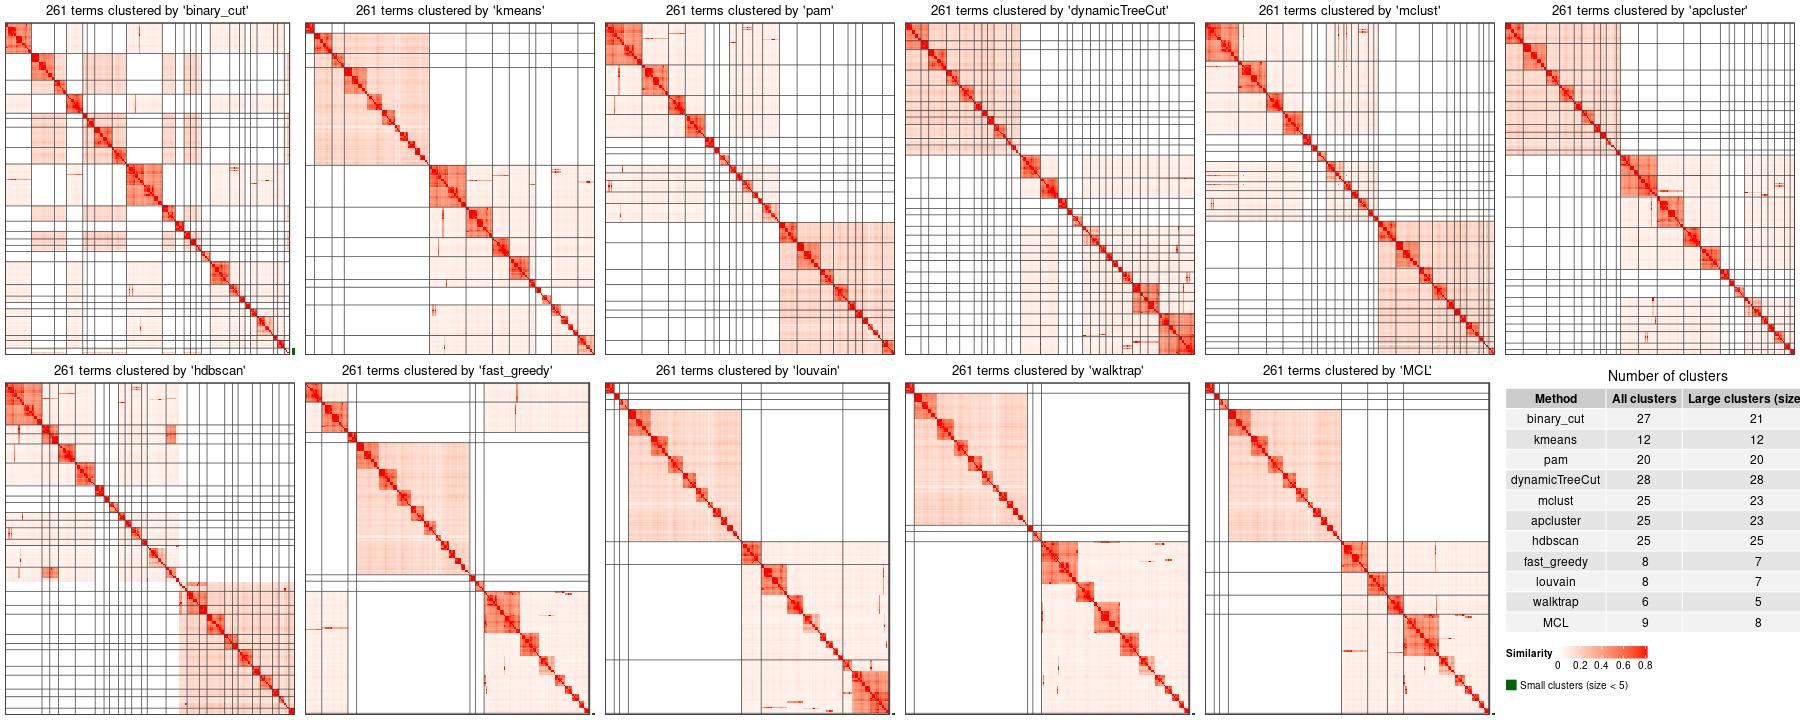 261 terms clustered by 'binary_cut'
261 terms clustered by 'kmeans'
261 terms clustered by 'pam'
261 terms clustered by 'dynamicTreeCut'
261 terms clustered by 'mclust'
261 terms clustered by 'apcluster'
261 terms clustered by 'hdbscan'
261 terms clustered by 'fast_greedy'
261 terms clustered by 'louvain'
261 terms clustered by 'walktrap'
261 terms clustered by 'MCL'
Number of clusters
Method All clusters Large clusters (size
binary_cut 27 21
kmeans 12 12
pam 20 20
dynamicTreeCut 28 28
mclust 25 23
apcluster 25 23
hdbscan 25 25
fast_greedy 8 7
louvain 8 7
walktrap 6 5
MCL 9 8
Similarity
0 0.2 0.4 0.6 0.8
Small clusters (size < 5)